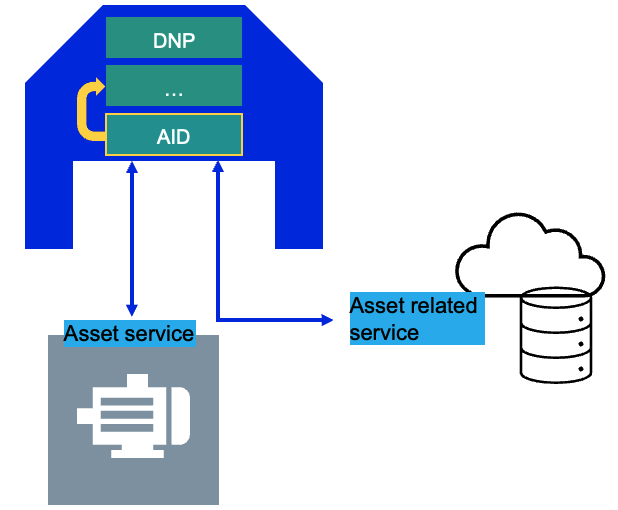 DNP
...
AID
Asset service
Asset related
service